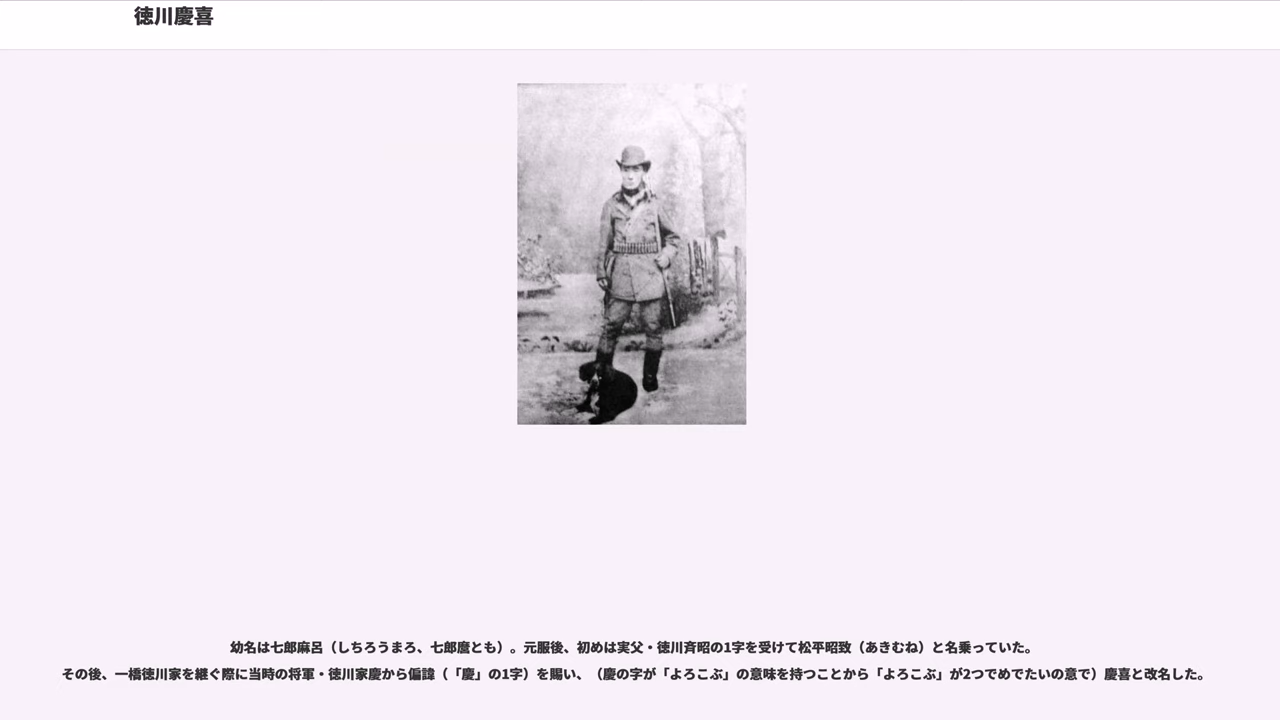 徳川慶喜
幼名は七郎麻呂（しちろうまろ、七郎麿とも）。元服後、初めは実父・徳川斉昭の1字を受けて松平昭致（あきむね）と名乗っていた。
その後、一橋徳川家を継ぐ際に当時の将軍・徳川家慶から偏諱（「慶」の1字）を賜い、（慶の字が「よろこぶ」の意味を持つことから「よろこぶ」が2つでめでたいの意で）慶喜と改名した。